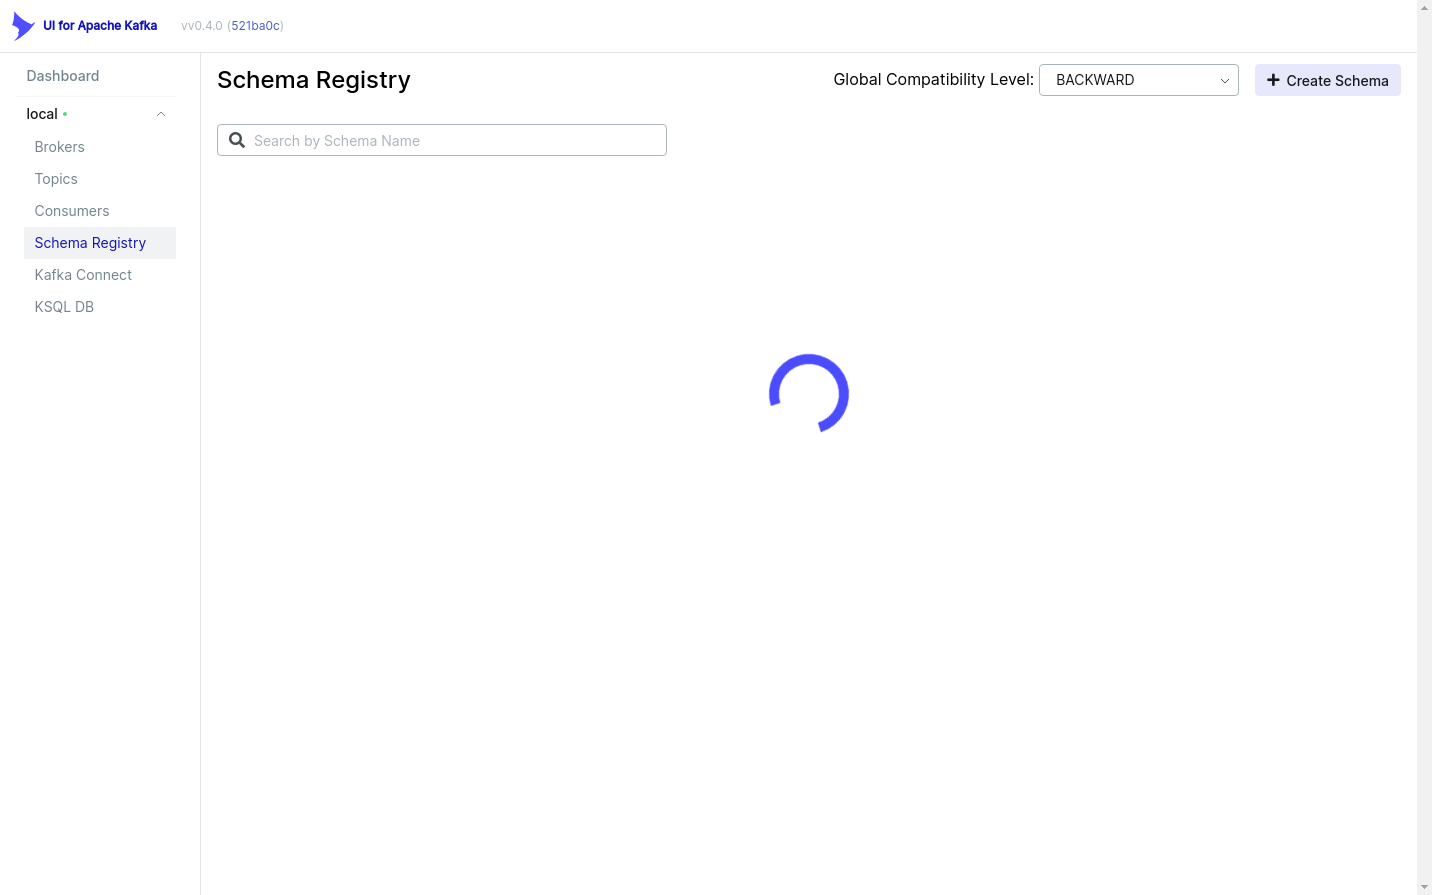 UI for Apache Kafka
vv0.4.0 (521ba0c)
Dashboard
local
Brokers
Topics
Consumers
Schema Registry
Kafka Connect
KSQL DB
Schema Registry
Global Compatibility Level:
BACKWARD
Create Schema
Search by Schema Name